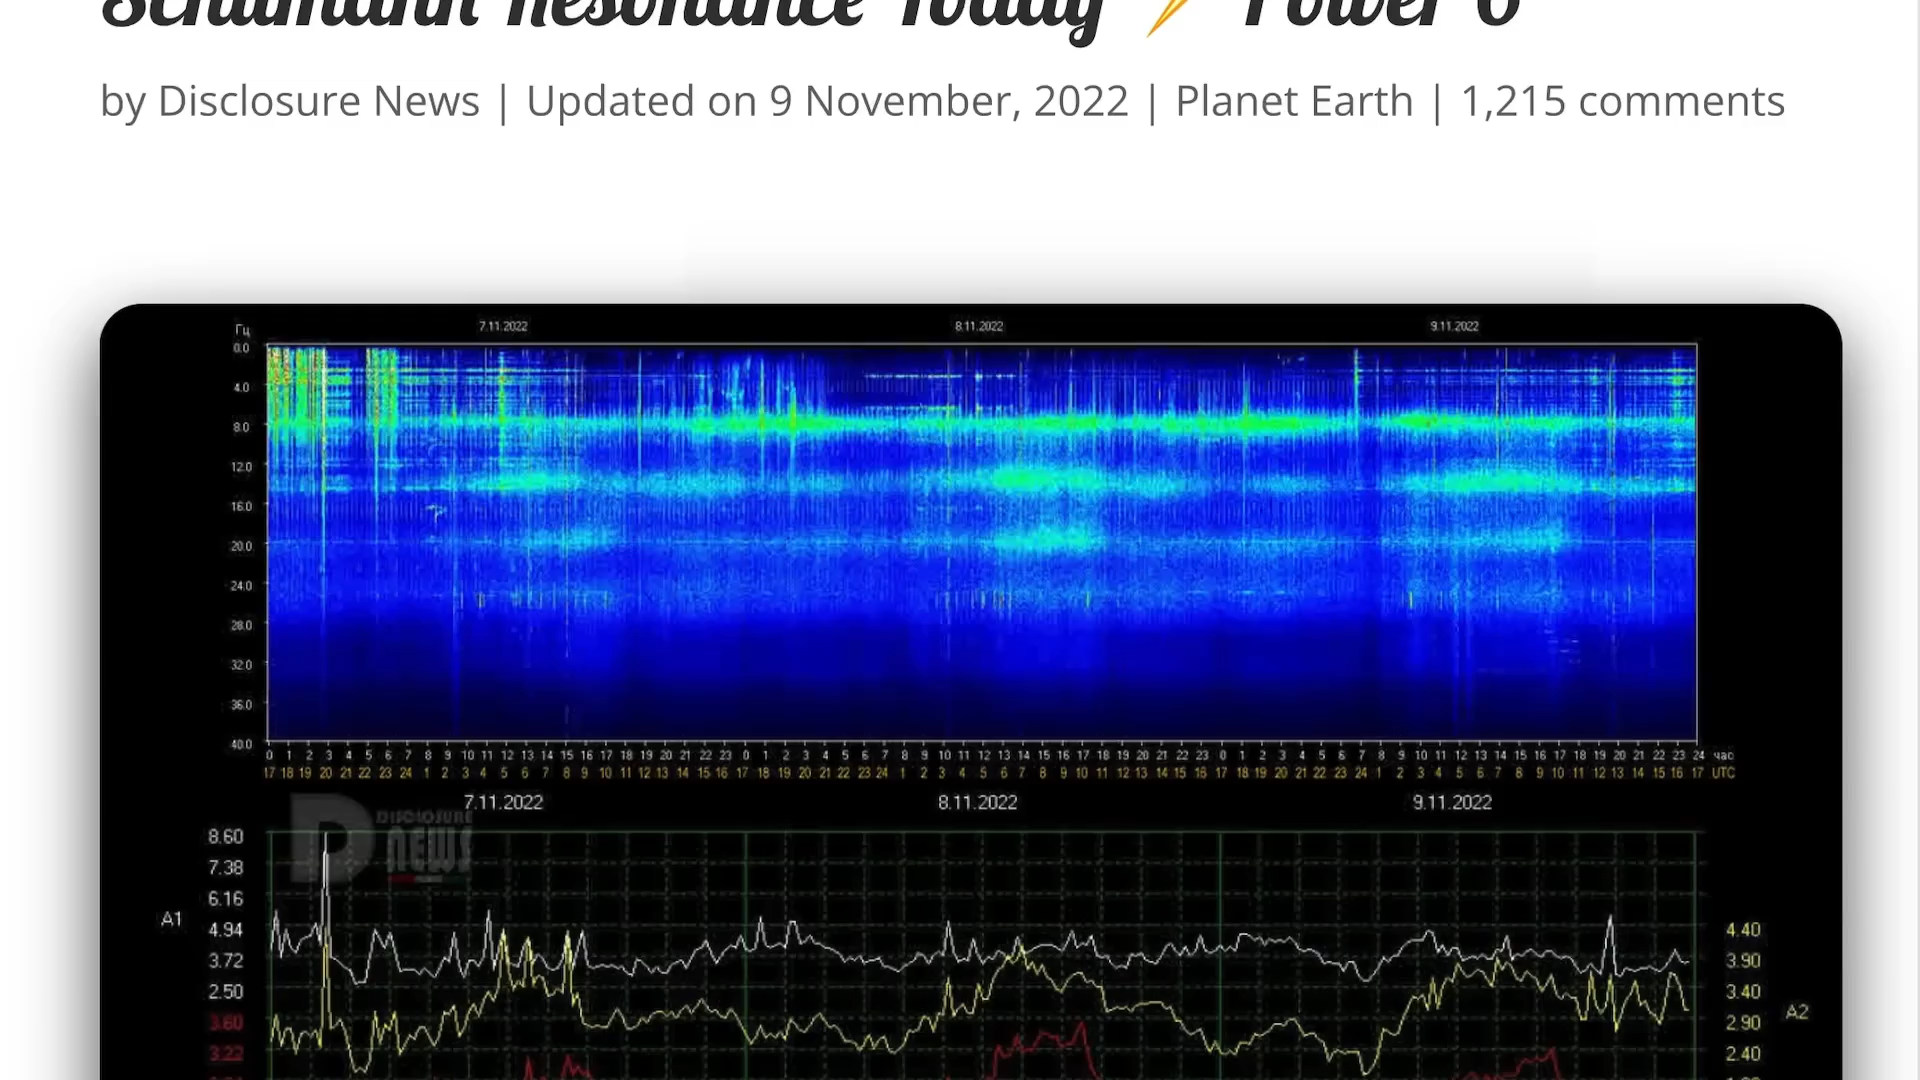 Schumann Resonance Today ⚡ Power 6
by Disclosure News | Updated on 9 November, 2022 | Planet Earth | 1,215 comments
7.11.2022 8.11.2022 9.11.2022
Гц
0.0
4.0
8.0
12.0
16.0
20.0
24.0
28.0
32.0
36.0
40.0
0 1 2 3 4 5 6 7 8 9 10 11 12 13 14 15 16 17 18 19 20 21 22 23 0 1 2 3 4 5 6 7 8 9 10 11 12 13 14 15 16 17 18 19 20 21 22 23 0 1 2 3 4 5 6 7 8 9 10 11 12 13 14 15 16 17 18 19 20 21 22 23 24 час
17 18 19 20 21 22 23 24 1 2 3 4 5 6 7 8 9 10 11 12 13 14 15 16 17 18 19 20 21 22 23 24 1 2 3 4 5 6 7 8 9 10 11 12 13 14 15 16 17 18 19 20 21 22 23 24 1 2 3 4 5 6 7 8 9 10 11 12 13 14 15 16 17 UTC
7.11.2022 8.11.2022 9.11.2022
D DISCLOSURE
NEWS
8.60
7.38
6.16
A1 4.94 4.40
3.72 3.90
2.50 3.40
3.60 2.90 A2
3.22 2.40